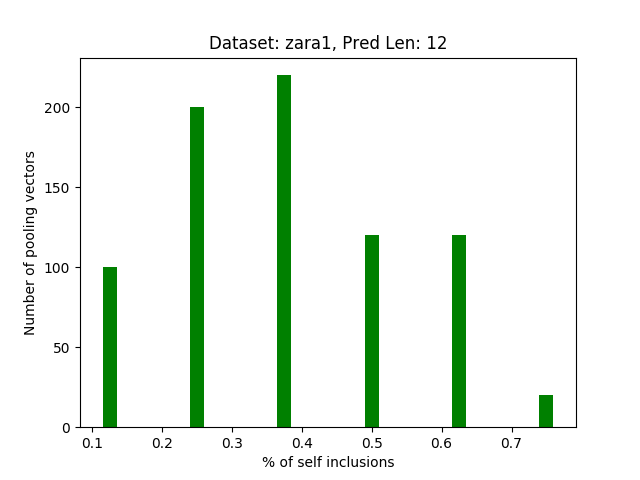 Dataset: zara1, Pred Len: 12
Number of pooling vectors
200
150
100
50
0
0.1 0.2 0.3 0.4 0.5 0.6 0.7
% of self inclusions